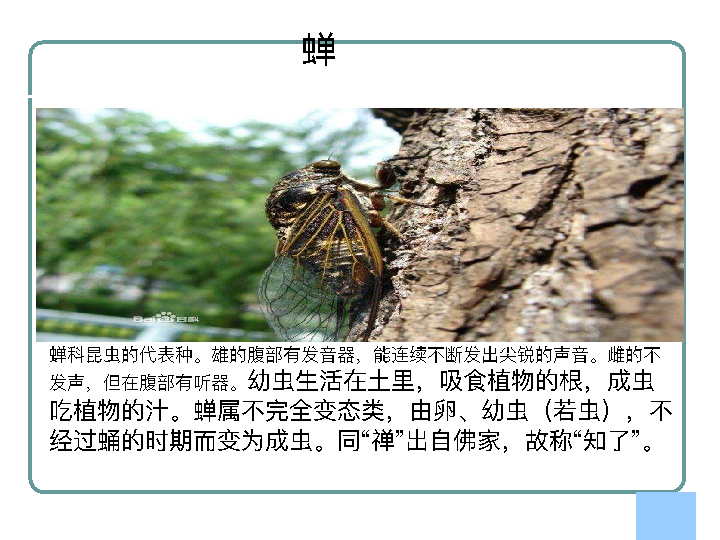 蝉
Baidu百科
蝉科昆虫的代表种。雄的腹部有发音器，能连续不断发出尖锐的声音。雌的不
发声，但在腹部有听器。幼虫生活在土里，吸食植物的根，成虫
吃植物的汁。蝉属不完全变态类，由卵、幼虫（若虫），不
经过蛹的时期而变为成虫。同“禅”出自佛家，故称“知了”。